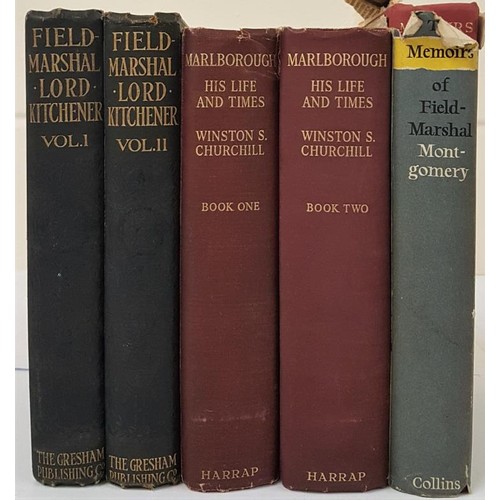 FIELD-
MARSHAL
·LORD·
KITCHENER
VOL.I
THE GRESHAM
PUBLISHING Co
FIELD-
MARSHAL
·LORD·
KITCHENER
VOL.II
THE GRESHAM
PUBLISHING Co
MARLBOROUGH
HIS LIFE
AND TIMES
WINSTON S.
CHURCHILL
BOOK ONE
HARRAP
MARLBOROUGH
HIS LIFE
AND TIMES
WINSTON S.
CHURCHILL
BOOK TWO
HARRAP
Memoirs
of
Field-
Marshal
Mont-
gomery
Collins